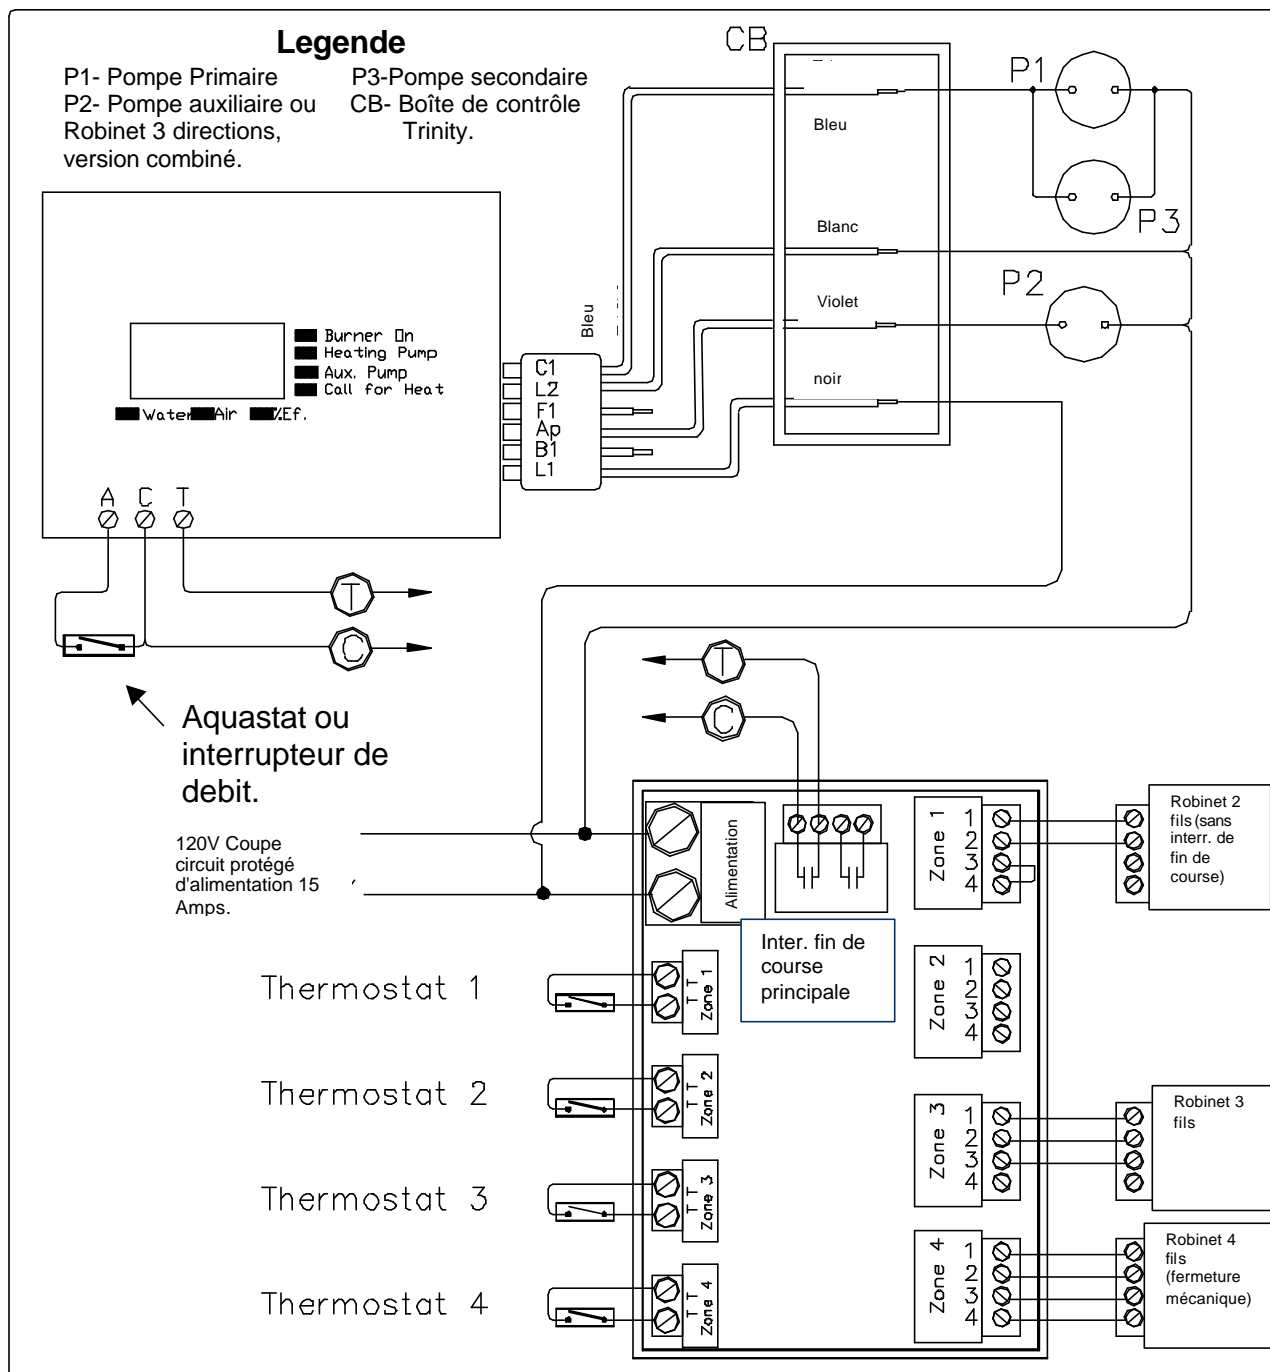 Legende
P1- Pompe Primaire
P2- Pompe auxiliaire ou
Robinet 3 directions,
version combiné.
P3-Pompe secondaire
CB- Boîte de contrôle
Trinity.
CB
Bleu
Blanc
Violet
noir
P1
P3
P2
Bleu
Burner On
Heating Pump
Aux. Pump
Call for Heat
Water Air %Ef.
C1
L2
F1
Ap
B1
L1
A C T
T
C
Aquastat ou
interrupteur de
debit.
T
C
120V Coupe
circuit protégé
d'alimentation 15
Amps.
Alimentation
Inter. fin de
course
principale
Zone 1
1
2
3
4
Robinet 2
fils (sans
interr. de
fin de
course)
Thermostat 1
T T
Zone 1
Zone 2
1
2
3
4
Thermostat 2
T T
Zone 2
Zone 3
1
2
3
4
Robinet 3
fils
Thermostat 3
T T
Zone 3
Zone 4
1
2
3
4
Robinet 4
fils
(fermeture
mécanique)
Thermostat 4
T T
Zone 4